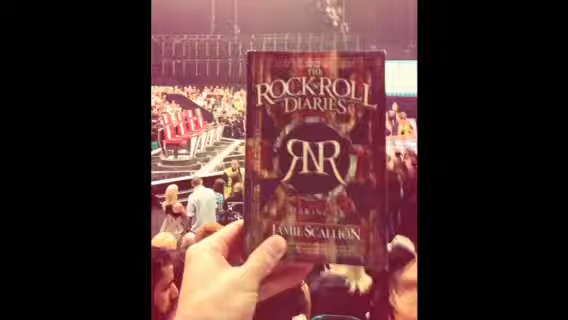 THE
ROCK 'N' ROLL
DIARIES
RNR
JAMIE SCALLION